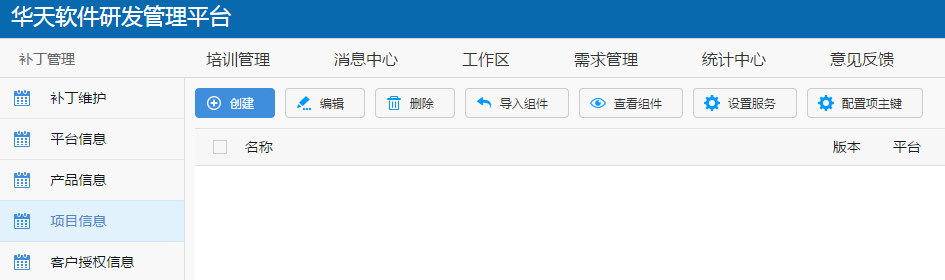 华天软件研发管理平台
补丁管理 培训管理 消息中心 工作区 需求管理 统计中心 意见反馈
补丁维护
平台信息
产品信息
项目信息
客户授权信息
创建 编辑 删除 导入组件 查看组件 设置服务 配置项主键
名称 版本 平台